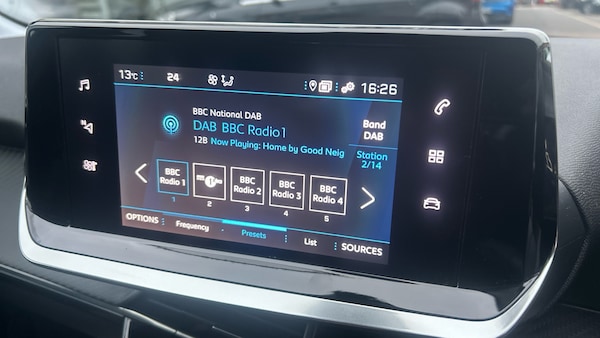 13°C
24
16:26
BBC National DAB
DAB BBC Radio1
12B Now Playing: Home by Good Neig
Band
DAB
Station
2/14
BBC
Radio 1
BBC
Radio 2
BBC
Radio 3
BBC
Radio 4
1
2
3
4
5
OPTIONS
Frequency
Presets
List
SOURCES